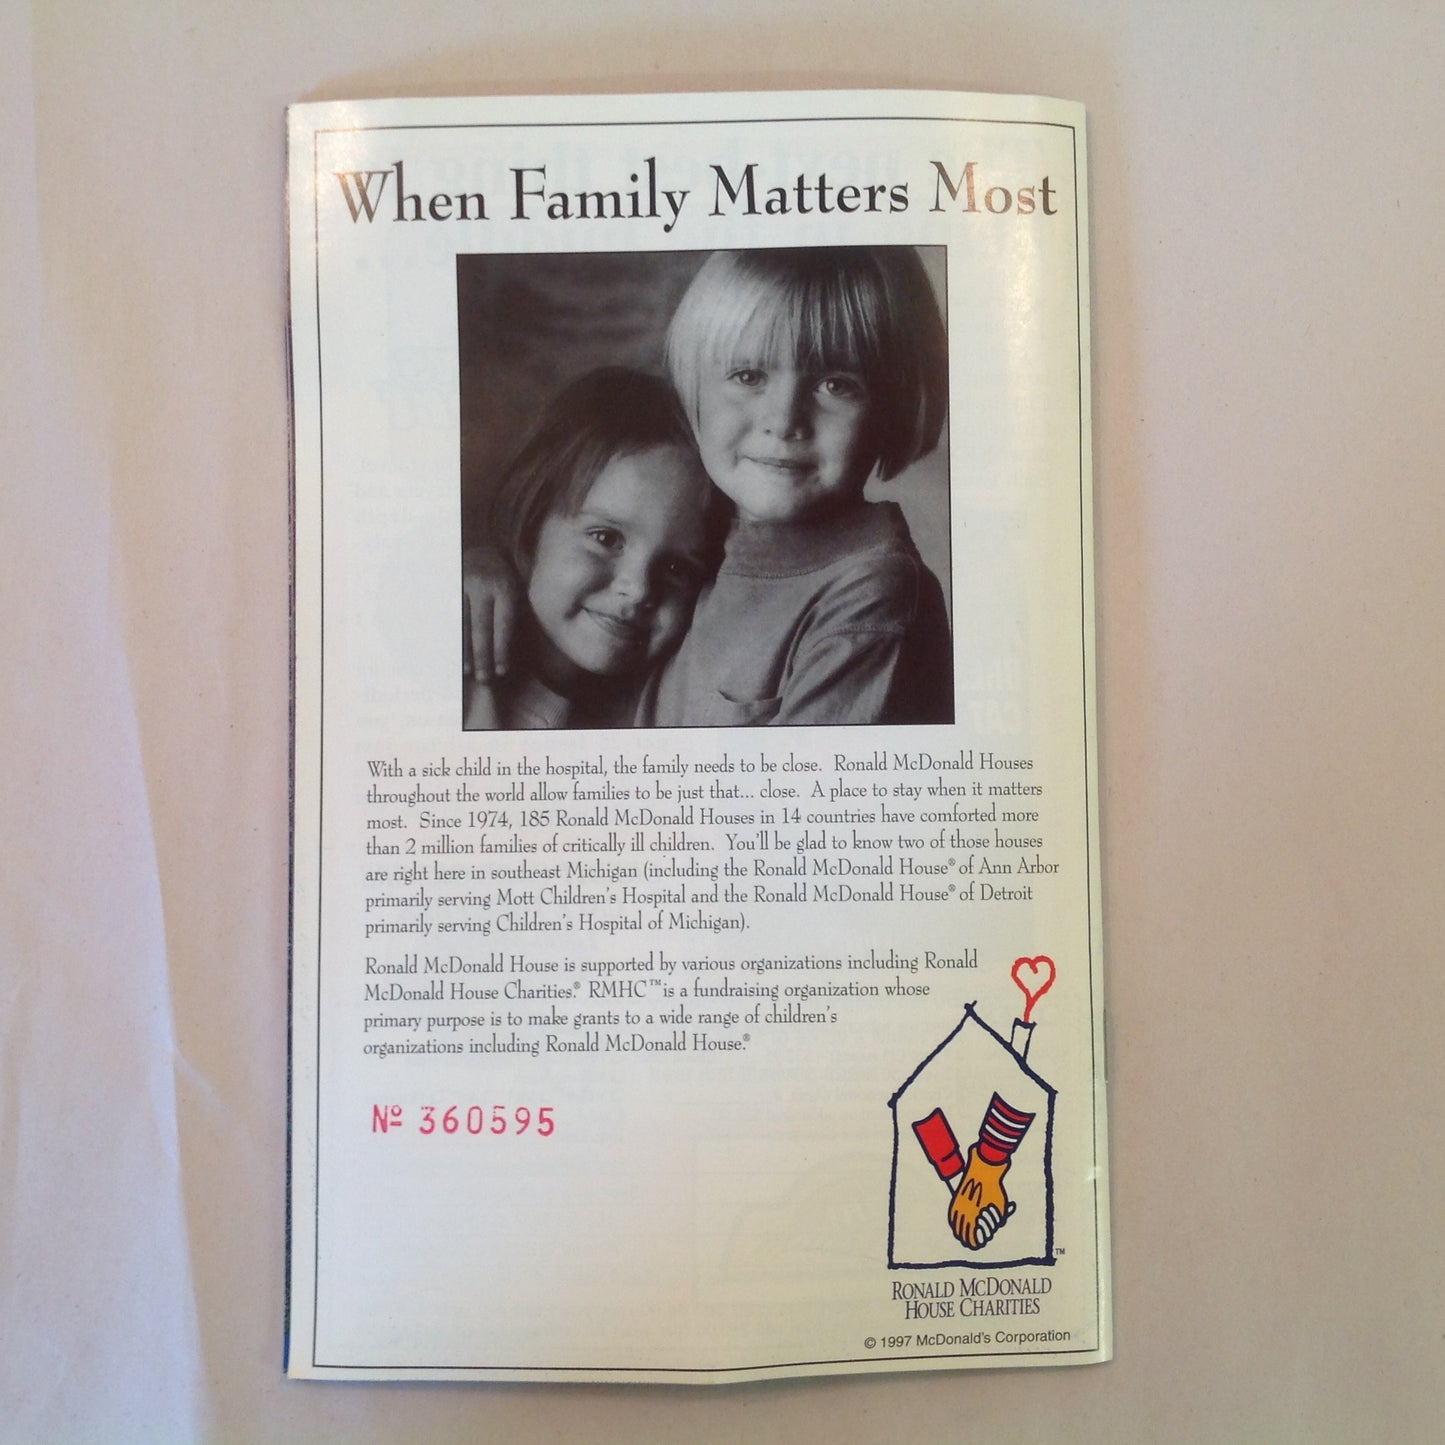 When Family Matters Most
With a sick child in the hospital, the family needs to be close. Ronald McDonald Houses
throughout the world allow families to be just that... close. A place to stay when it matters
most. Since 1974, 185 Ronald McDonald Houses in 14 countries have comforted more
than 2 million families of critically ill children. You'll be glad to know two of those houses
are right here in southeast Michigan (including the Ronald McDonald House® of Ann Arbor
primarily serving Mott Children's Hospital and the Ronald McDonald House® of Detroit
primarily serving Children's Hospital of Michigan).
Ronald McDonald House is supported by various organizations including Ronald
McDonald House Charities.® RMHC™ is a fundraising organization whose
primary purpose is to make grants to a wide range of children's
organizations including Ronald McDonald House.®
Nº 360595
TM
RONALD MCDONALD
HOUSE CHARITIES
© 1997 McDonald's Corporation